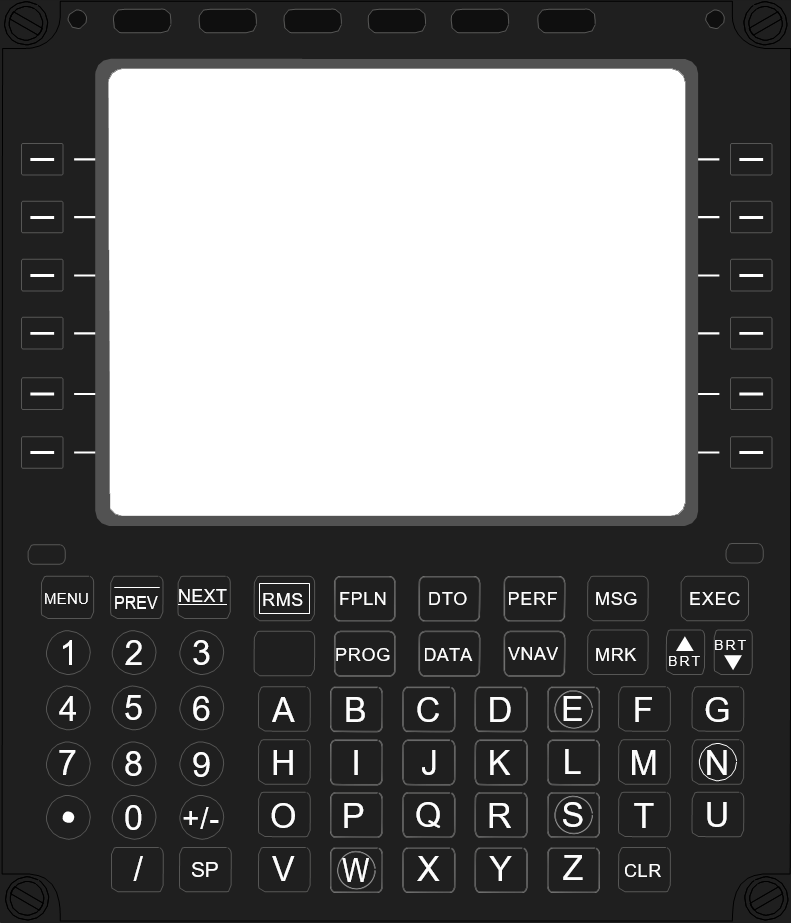 MENU PREV NEXT RMS FPLN DTO PERF MSG EXEC
1 2 3 PROG DATA VNAV MRK BRT BRT
4 5 6 A B C D E F G
7 8 9 H I J K L M N
• 0 +/- O P Q R S T U
/ SP V W X Y Z CLR